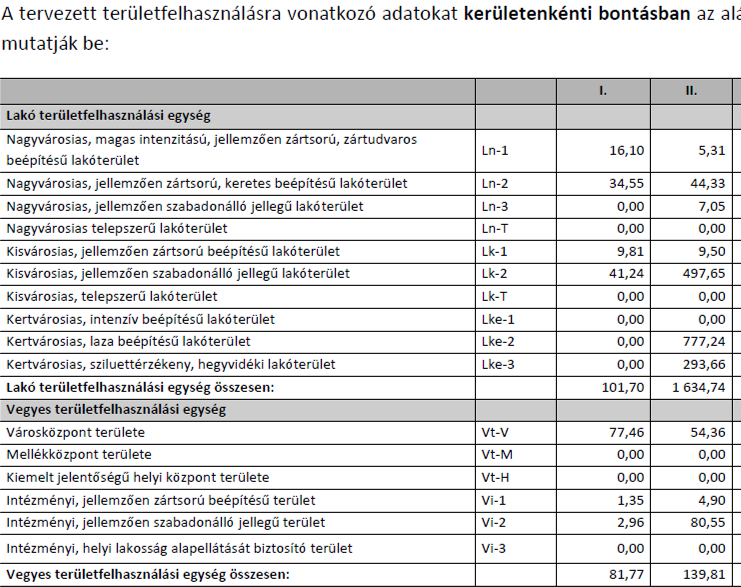 A tervezett területfelhasználásra vonatkozó adatokat kerületenkénti bontásban az alá
mutatják be:
I. II.
Lakó területfelhasználási egység
Nagyvárosias, magas intenzitású, jellemzően zártsorú, zártudvaros
beépítésű lakóterület Ln-1 16,10 5,31
Nagyvárosias, jellemzően zártsorú, keretes beépítésű lakóterület Ln-2 34,55 44,33
Nagyvárosias, jellemzően szabadonálló jellegű lakóterület Ln-3 0,00 7,05
Nagyvárosias telepszerű lakóterület Ln-T 0,00 0,00
Kisvárosias, jellemzően zártsorú beépítésű lakóterület Lk-1 9,81 9,50
Kisvárosias, jellemzően szabadonálló jellegű lakóterület Lk-2 41,24 497,65
Kisvárosias, telepszerű lakóterület Lk-T 0,00 0,00
Kertvárosias, intenzív beépítésű lakóterület Lke-1 0,00 0,00
Kertvárosias, laza beépítésű lakóterület Lke-2 0,00 777,24
Kertvárosias, sziluettérzékeny, hegyvidéki lakóterület Lke-3 0,00 293,66
Lakó területfelhasználási egység összesen: 101,70 1 634,74
Vegyes területfelhasználási egység
Városközpont területe Vt-V 77,46 54,36
Mellékközpont területe Vt-M 0,00 0,00
Kiemelt jelentőségű helyi központ területe Vt-H 0,00 0,00
Intézményi, jellemzően zártsorú beépítésű terület Vi-1 1,35 4,90
Intézményi, jellemzően szabadonálló jellegű terület Vi-2 2,96 80,55
Intézményi, helyi lakosság alapellátását biztosító terület Vi-3 0,00 0,00
Vegyes területfelhasználási egység összesen: 81,77 139,81